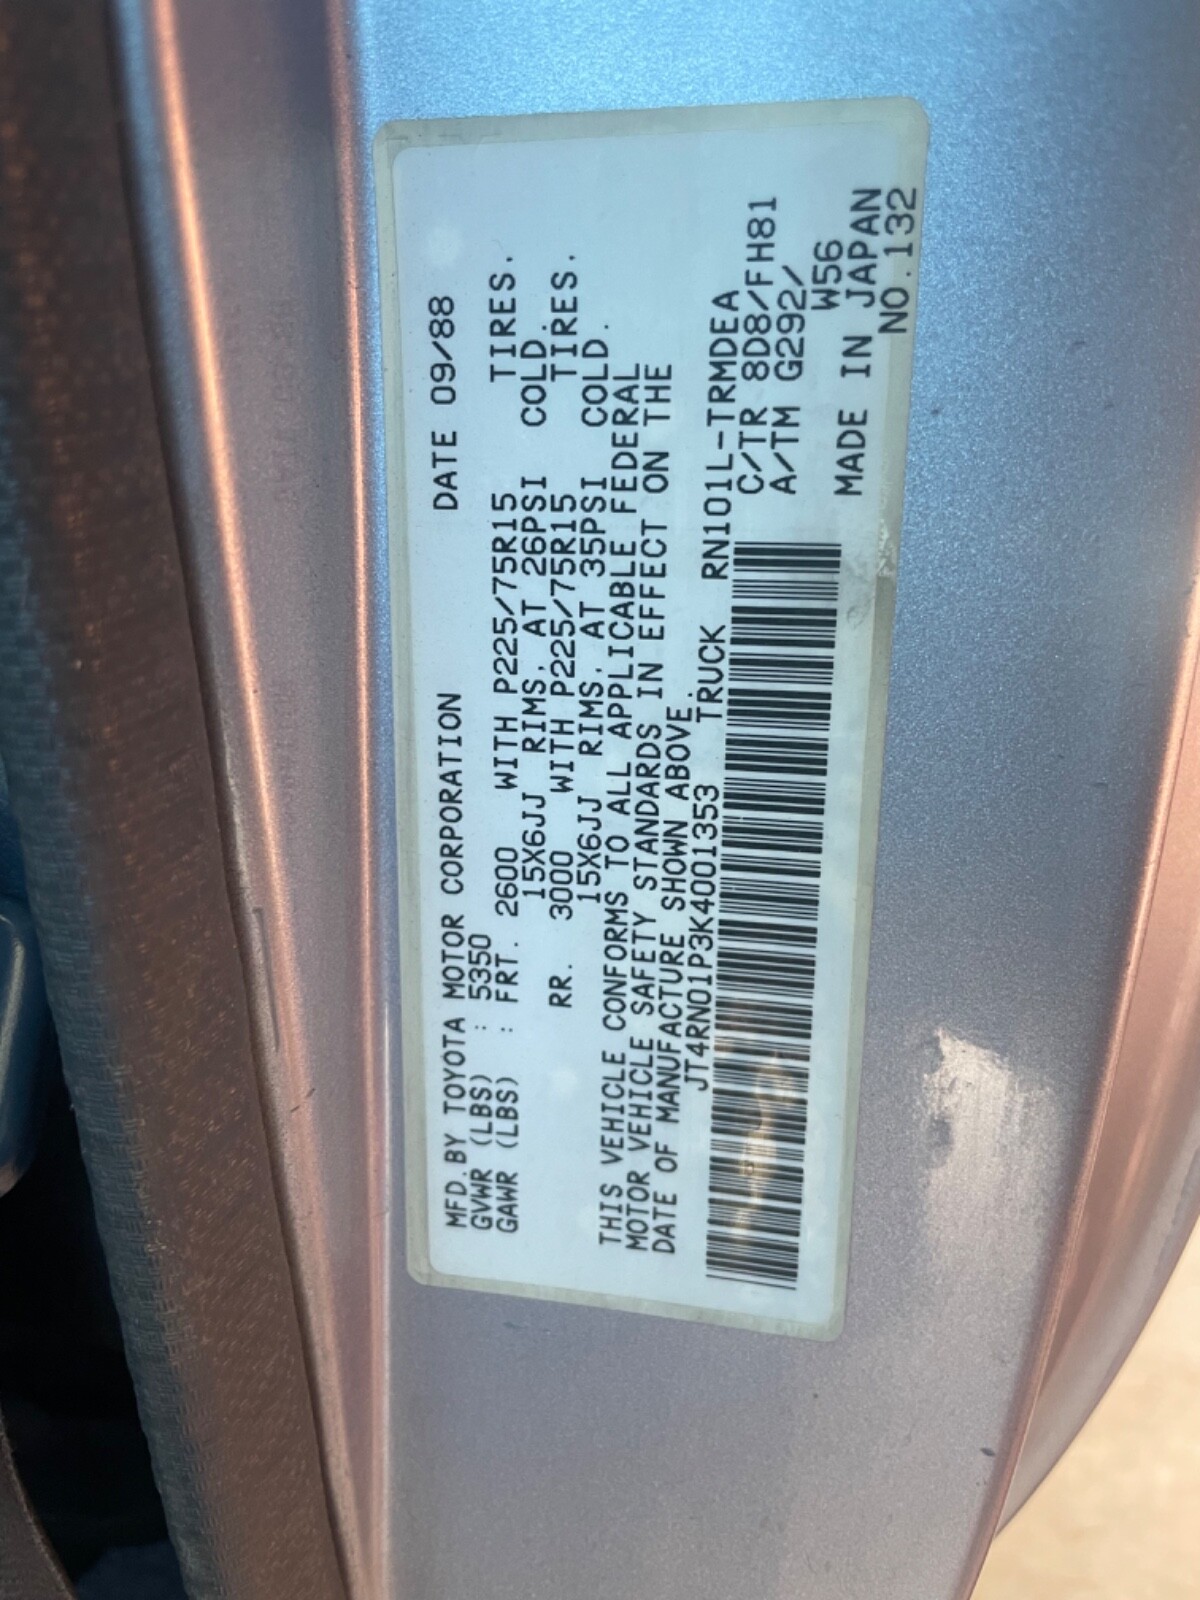 MFD. BY TOYOTA MOTOR CORPORATION DATE 09/88
GVWR (LBS) : 5350
GAWR (LBS) : FRT. 2600 WITH P225/75R15 TIRES.
15X6JJ RIMS. AT 26PSI COLD.
RR. 3000 WITH P225/75R15 TIRES.
15X6JJ RIMS. AT 35PSI COLD.
THIS VEHICLE CONFORMS TO ALL APPLICABLE FEDERAL
MOTOR VEHICLE SAFETY STANDARDS IN EFFECT ON THE
DATE OF MANUFACTURE SHOWN ABOVE.
JT4RN01P3K4001353 TRUCK RN101L-TRMDEA
C/TR 8D8/FH81
A/TM G292/
W56
MADE IN JAPAN
NO.132